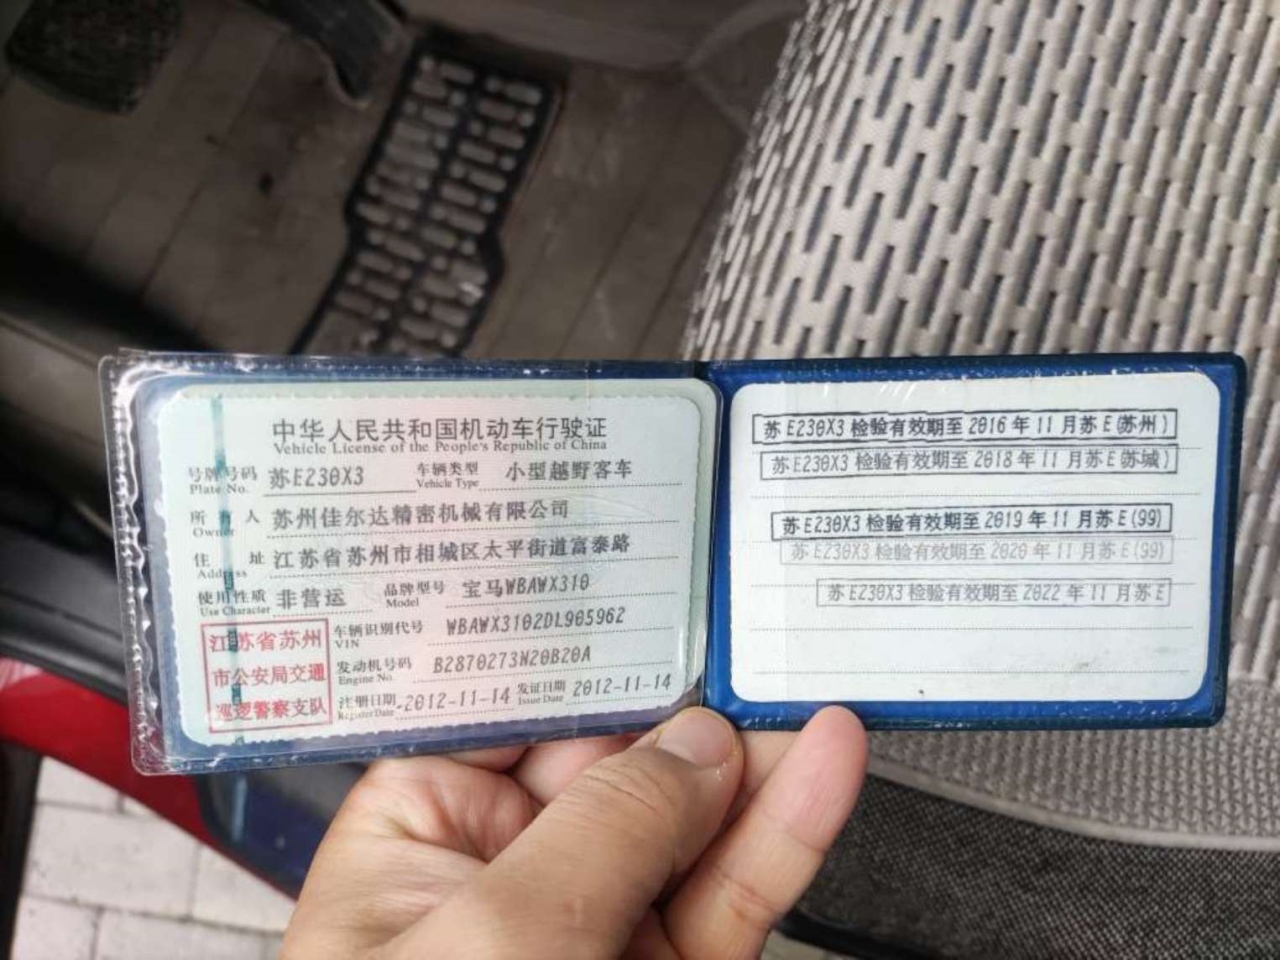 中华人民共和国机动车行驶证
Vehicle License of the People's Republic of China
号牌号码 苏E230X3 车辆类型 小型越野客车
Plate No. Vehicle Type
所有人 苏州佳尔达精密机械有限公司
Owner
住址 江苏省苏州市相城区太平街道富泰路
Address
使用性质 非营运 品牌型号 宝马WBAWX310
Use Character Model
江苏省苏州
市公安局交通
巡逻警察支队
车辆识别代号 WBAWX3102DL905962
VIN
发动机号码 B2870273N20B20A
Engine No.
注册日期 2012-11-14 发证日期 2012-11-14
Register Date Issue Date
苏E230X3 检验有效期至 2016 年 11 月苏 E(苏州)
苏E230X3 检验有效期至 2018 年 11 月苏 E(苏城)
苏E230X3 检验有效期至 2019 年 11 月苏 E(99)
苏E230X3 检验有效期至 2020 年 11 月苏 E(99)
苏E230X3 检验有效期至 2022 年 11 月苏 E